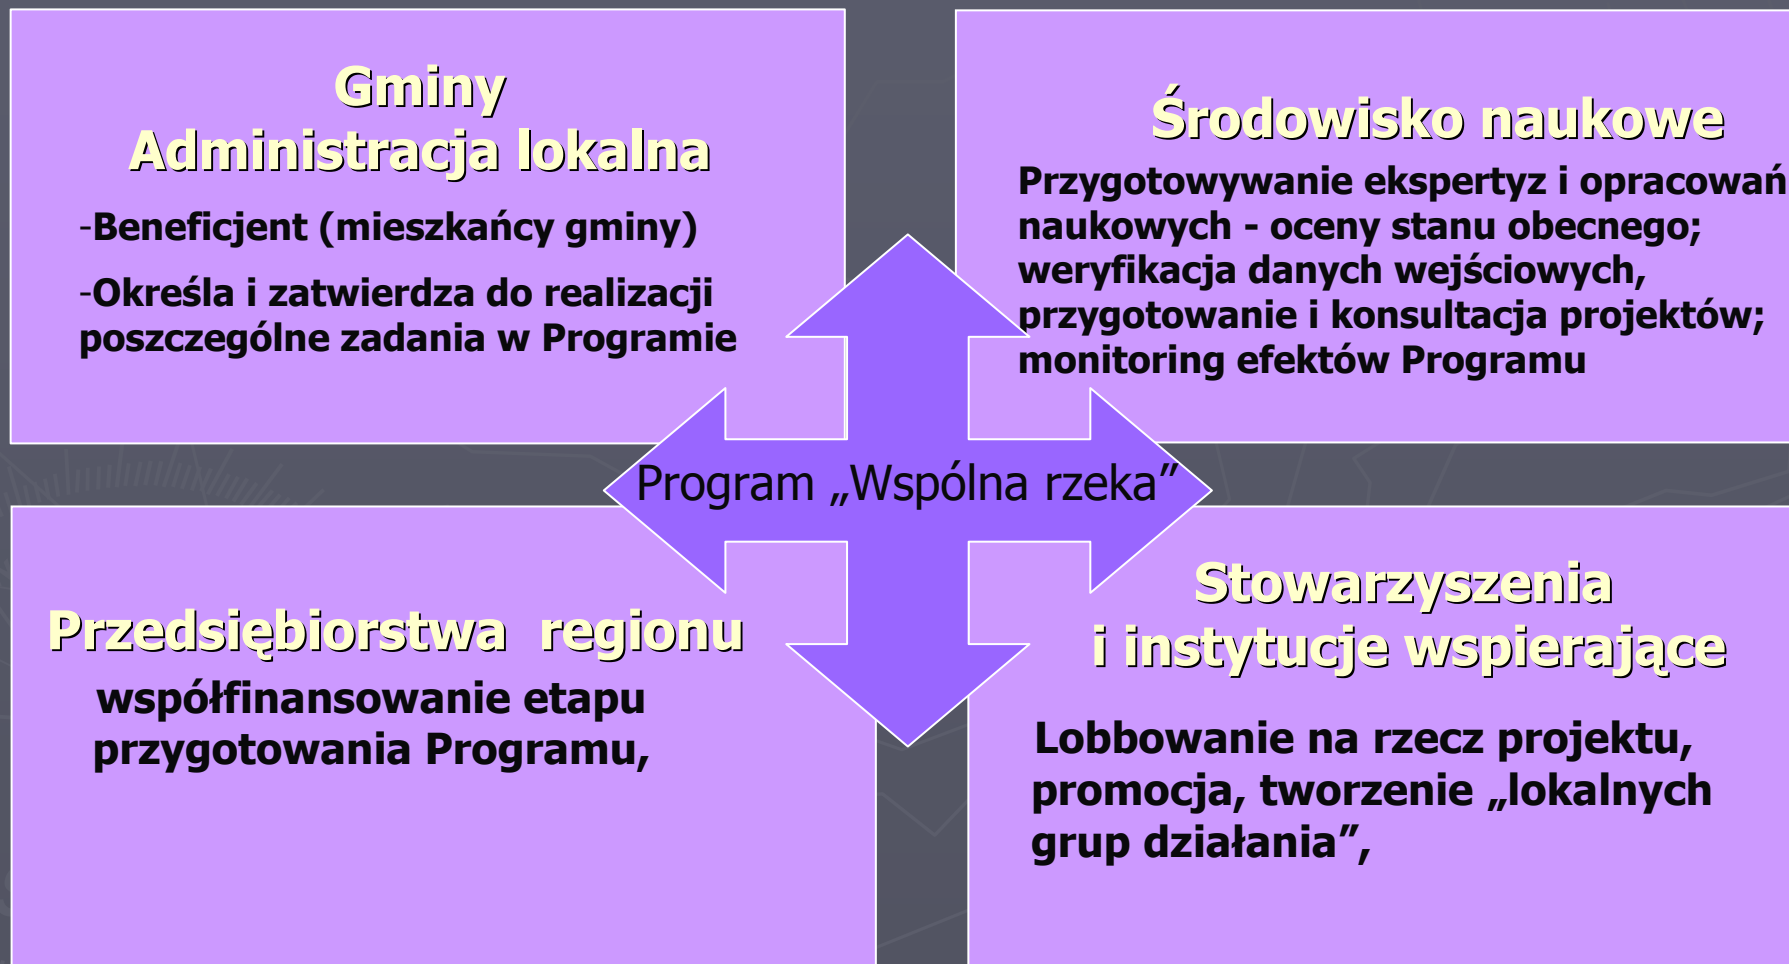 Gminy
Administracja lokalna
-Beneficjent (mieszkańcy gminy)
-Określa i zatwierdza do realizacji
poszczególne zadania w Programie
Środowisko naukowe
Przygotowywanie ekspertyz i opracowań
naukowych - oceny stanu obecnego;
weryfikacja danych wejściowych,
przygotowanie i konsultacja projektów;
monitoring efektów Programu
Program „Wspólna rzeka”
Przedsiębiorstwa regionu
współfinansowanie etapu
przygotowania Programu,
Stowarzyszenia
i instytucje wspierające
Lobbowanie na rzecz projektu,
promocja, tworzenie „lokalnych
grup działania”,